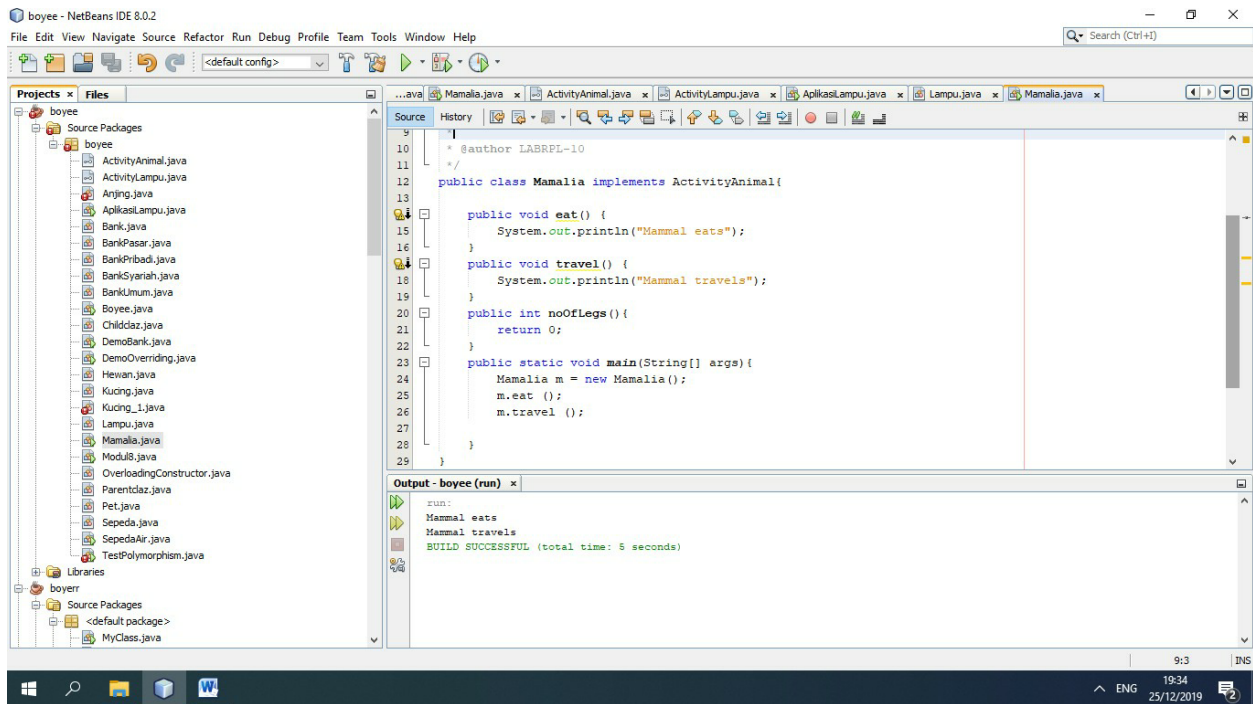 boyee - NetBeans IDE 8.0.2
File Edit View Navigate Source Refactor Run Debug Profile Team Tools Window Help
Search (Ctrl+I)
<default config>
Projects x Files
...ava Mamalia.java x ActivityAnimal.java x ActivityLampu.java x AplikasiLampu.java x Lampu.java x Mamalia.java x
Source History
boyee
Source Packages
boyee
ActivityAnimal.java
ActivityLampu.java
Anjing.java
AplikasiLampu.java
Bank.java
BankPasar.java
BankPribadi.java
BankSyariah.java
BankUmum.java
Boyee.java
Childclaz.java
DemoBank.java
DemoOverriding.java
Hewan.java
Kucing.java
Kucing_1.java
Lampu.java
Mamalia.java
Modul8.java
OverloadingConstructor.java
Parentclaz.java
Pet.java
Sepeda.java
SepedaAir.java
TestPolymorphism.java
Libraries
boyerr
Source Packages
<default package>
MyClass.java
9 *
10 * @author LABRPL-10
11 */
12 public class Mamalia implements ActivityAnimal{
13
public void eat() {
15 System.out.println("Mammal eats");
16 }
public void travel() {
18 System.out.println("Mammal travels");
19 }
20 public int noOfLegs(){
21 return 0;
22 }
23 public static void main(String[] args){
24 Mamalia m = new Mamalia();
25 m.eat ();
26 m.travel ();
27
28 }
29 }
Output - boyee (run) x
run:
Mammal eats
Mammal travels
BUILD SUCCESSFUL (total time: 5 seconds)
9:3 INS
W
ENG
19:34
25/12/2019
2